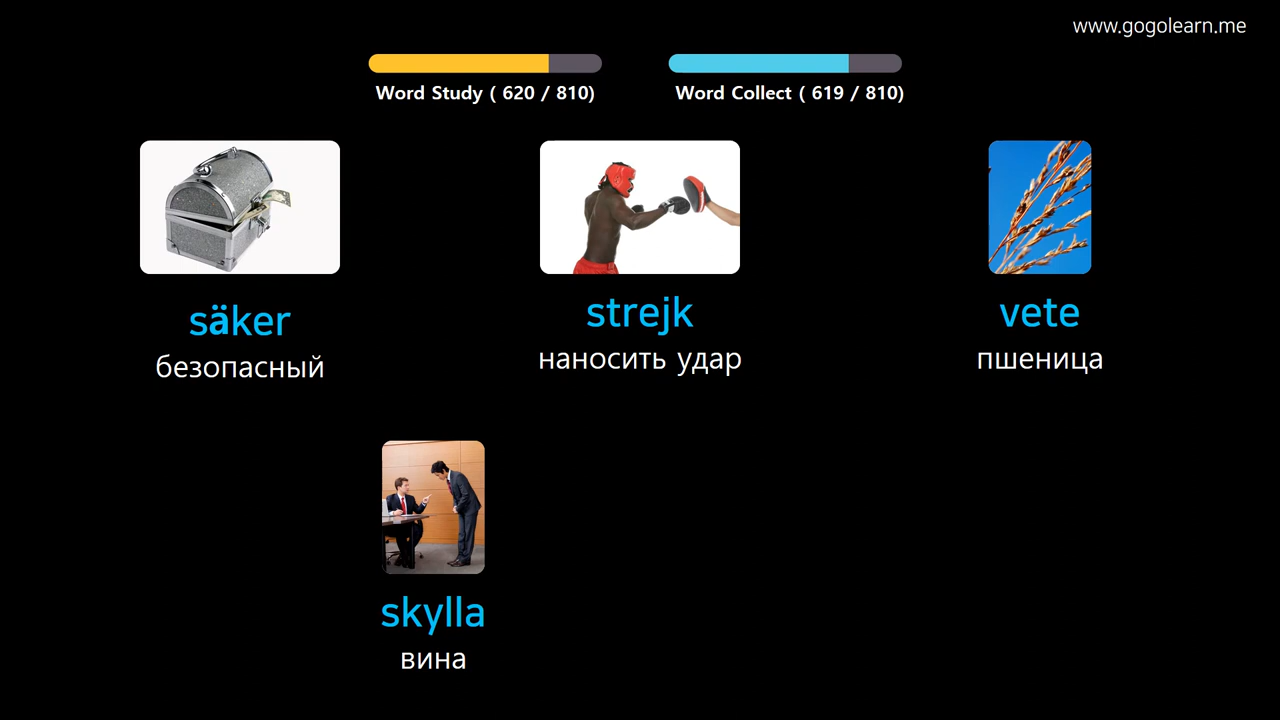 www.gogolearn.me
Word Study ( 620 / 810)
Word Collect ( 619 / 810)
säker
безопасный
strejk
наносить удар
vete
пшеница
skylla
вина